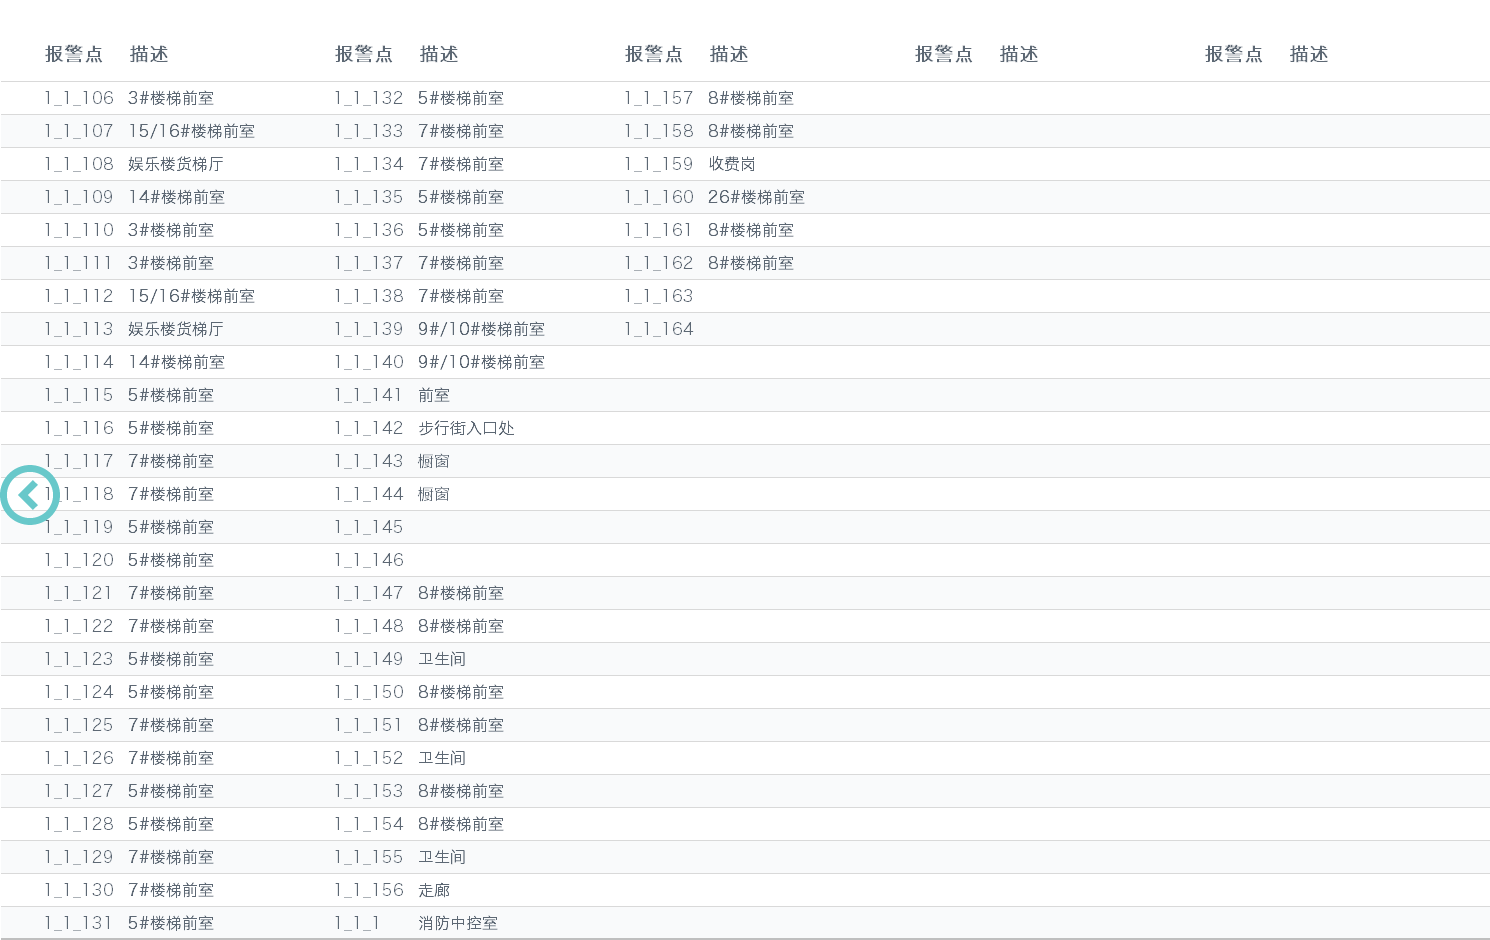 报警点 描述 报警点 描述 报警点 描述 报警点 描述 报警点 描述
1_1_106 3#楼梯前室 1_1_132 5#楼梯前室 1_1_157 8#楼梯前室
1_1_107 15/16#楼梯前室 1_1_133 7#楼梯前室 1_1_158 8#楼梯前室
1_1_108 娱乐楼货梯厅 1_1_134 7#楼梯前室 1_1_159 收费岗
1_1_109 14#楼梯前室 1_1_135 5#楼梯前室 1_1_160 26#楼梯前室
1_1_110 3#楼梯前室 1_1_136 5#楼梯前室 1_1_161 8#楼梯前室
1_1_111 3#楼梯前室 1_1_137 7#楼梯前室 1_1_162 8#楼梯前室
1_1_112 15/16#楼梯前室 1_1_138 7#楼梯前室 1_1_163
1_1_113 娱乐楼货梯厅 1_1_139 9#/10#楼梯前室 1_1_164
1_1_114 14#楼梯前室 1_1_140 9#/10#楼梯前室
1_1_115 5#楼梯前室 1_1_141 前室
1_1_116 5#楼梯前室 1_1_142 步行街入口处
1_1_117 7#楼梯前室 1_1_143 橱窗
1_1_118 7#楼梯前室 1_1_144 橱窗
1_1_119 5#楼梯前室 1_1_145
1_1_120 5#楼梯前室 1_1_146
1_1_121 7#楼梯前室 1_1_147 8#楼梯前室
1_1_122 7#楼梯前室 1_1_148 8#楼梯前室
1_1_123 5#楼梯前室 1_1_149 卫生间
1_1_124 5#楼梯前室 1_1_150 8#楼梯前室
1_1_125 7#楼梯前室 1_1_151 8#楼梯前室
1_1_126 7#楼梯前室 1_1_152 卫生间
1_1_127 5#楼梯前室 1_1_153 8#楼梯前室
1_1_128 5#楼梯前室 1_1_154 8#楼梯前室
1_1_129 7#楼梯前室 1_1_155 卫生间
1_1_130 7#楼梯前室 1_1_156 走廊
1_1_131 5#楼梯前室 1_1_1 消防中控室